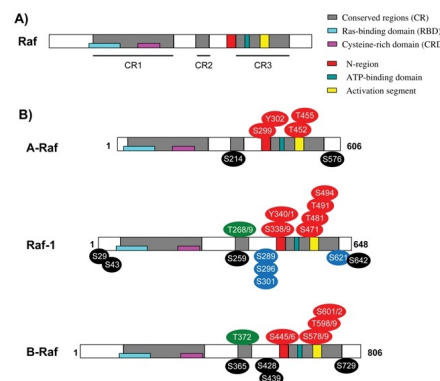 A)
Raf
CR1
CR2
CR3
Conserved regions (CR)
Ras-binding domain (RBD)
Cysteine-rich domain (CRD
N-region
ATP-binding domain
Activation segment
B)
T455
Y302
S299
T452
A-Raf
1
606
S214
S576
S494
T491
Y340/1
T481
T268/9
S338/9
S471
Raf-1
1
648
S29
S43
S259
S289
S296
S301
S621
S642
S601/2
T598/9
T372
S445/6
S578/9
B-Raf
1
806
S365
S428
S439
S729